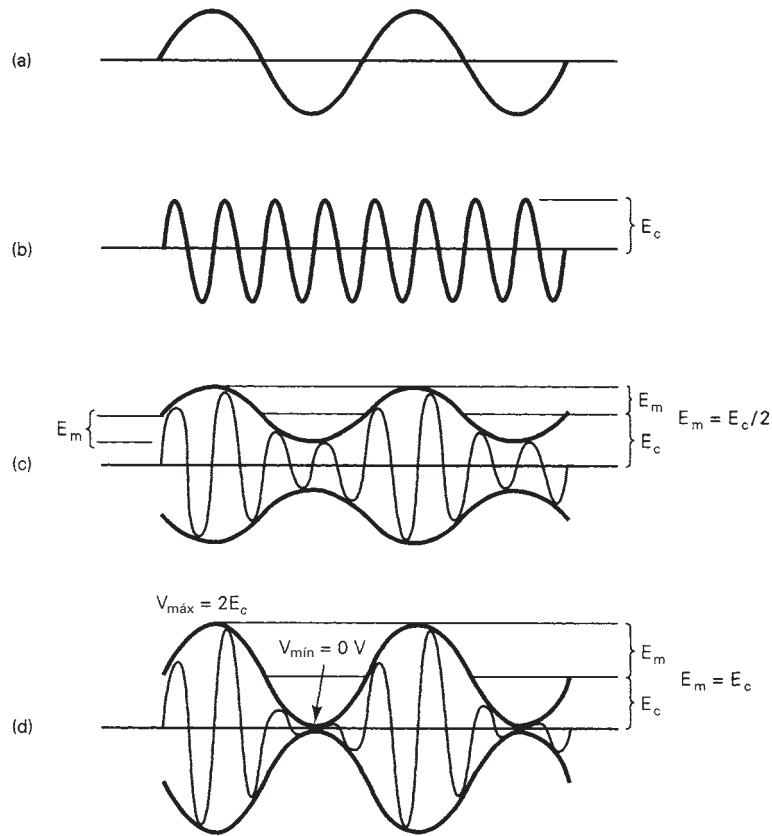 (a)
(b)
E_c
(c)
E_m
E_m
E_c
E_m = E_c/2
V_máx = 2E_c
V_mín = 0 V
(d)
E_m
E_c
E_m = E_c